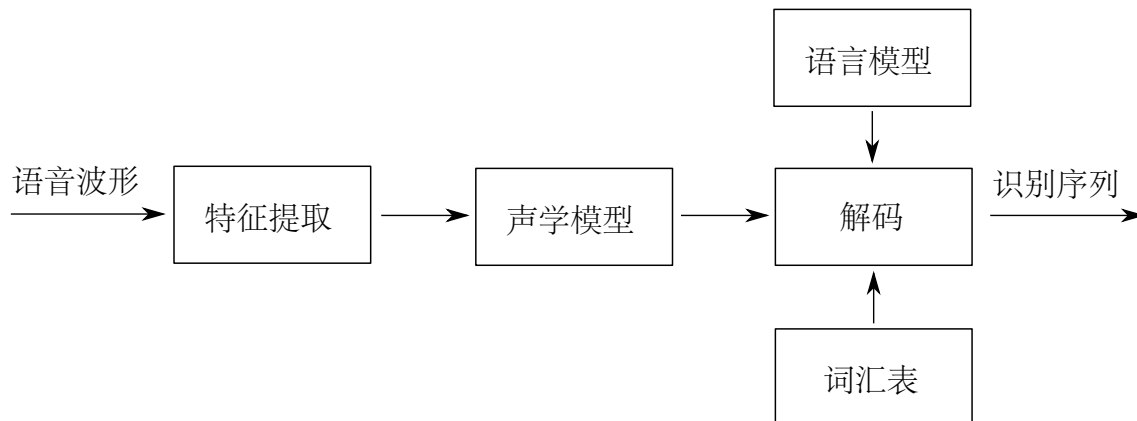 语言模型
语音波形
特征提取
声学模型
解码
识别序列
词汇表